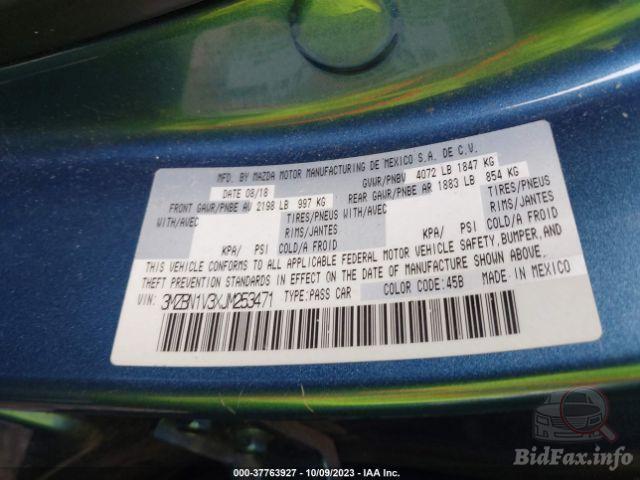 MFD. BY MAZDA MOTOR MANUFACTURING DE MEXICO S.A. DE C.V.
DATE 08/18 GVWR/PNBV 4072 LB 1847 KG
FRONT GAWR/PNBE AV 2198 LB 997 KG REAR GAWR/PNBE AR 1883 LB 854 KG
WITH/AVEC TIRES/PNEUS WITH/AVEC TIRES/PNEUS
RIMS/JANTES RIMS/JANTES
KPA/ PSI COLD/A FROID KPA/ PSI COLD/A FROID
THIS VEHICLE CONFORMS TO ALL APPLICABLE FEDERAL MOTOR VEHICLE SAFETY, BUMPER, AND
THEFT PREVENTION STANDARDS IN EFFECT ON THE DATE OF MANUFACTURE SHOWN ABOVE.
VIN: 3MZBN1V3XJM253471 TYPE:PASS CAR COLOR CODE:45B MADE IN MEXICO
BidFax.info
000-37763927 - 10/09/2023 - IAA Inc.